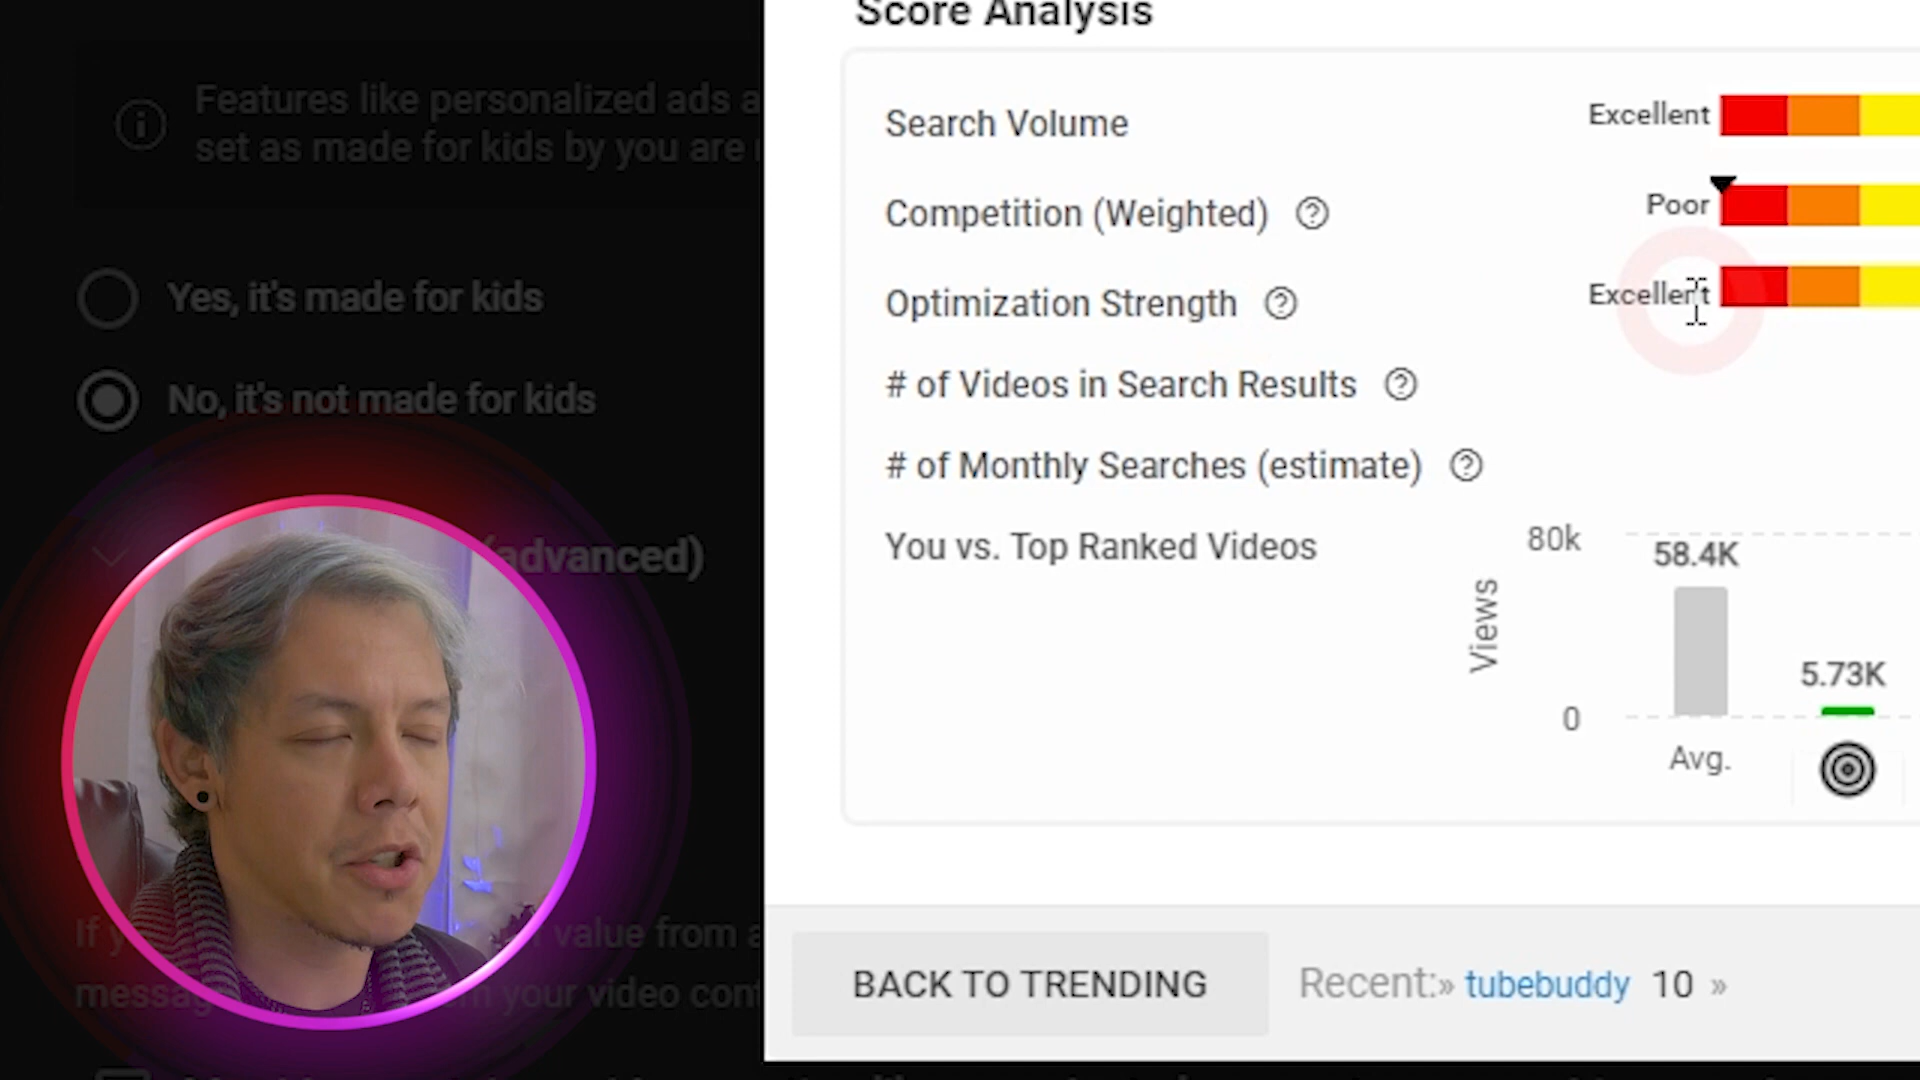 Score Analysis
Features like personalized ads a
set as made for kids by you are
Yes, it's made for kids
No, it's not made for kids
(advanced)
If y
value from a
messag
your video con
Search Volume
Excellent
Competition (Weighted)
Poor
Optimization Strength
Excellent
# of Videos in Search Results
# of Monthly Searches (estimate)
You vs. Top Ranked Videos
80k
58.4K
Views
5.73K
0
Avg.
BACK TO TRENDING
Recent:» tubebuddy 10 »